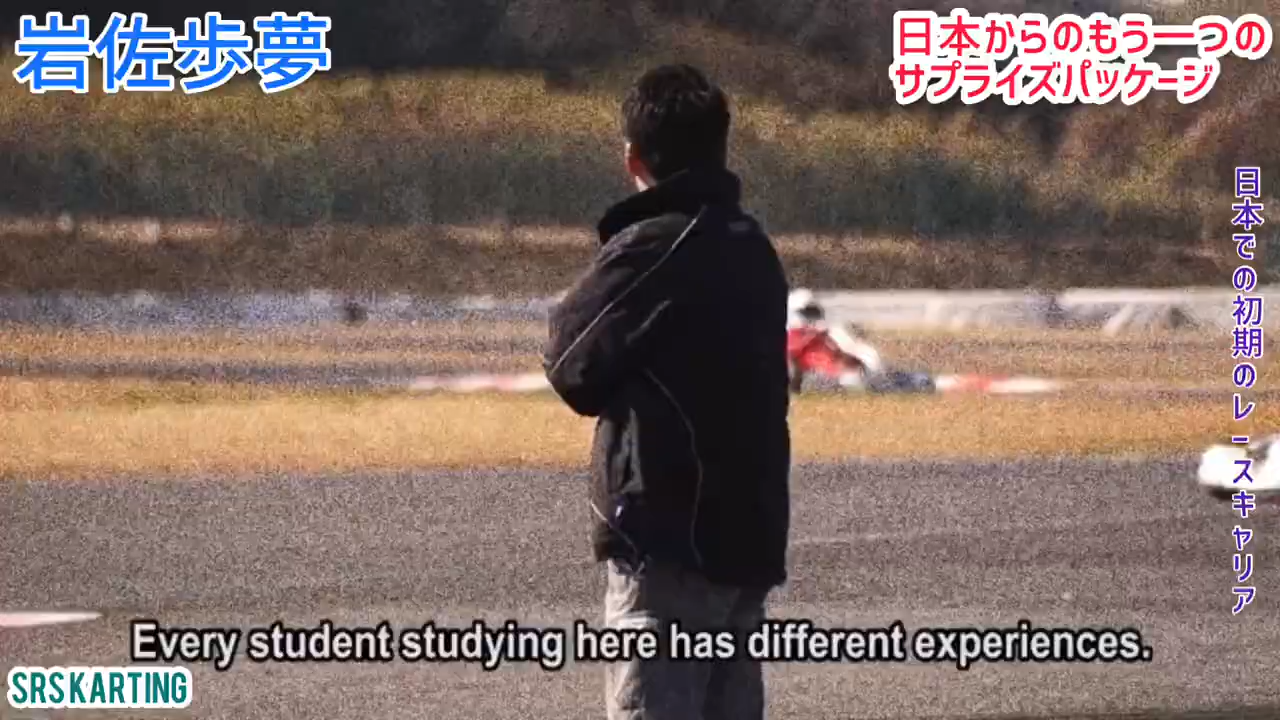 岩佐歩夢
日本からのもう一つの
サプライズパッケージ
日本での初期のレースキャリア
Every student studying here has different experiences.
SRS KARTING